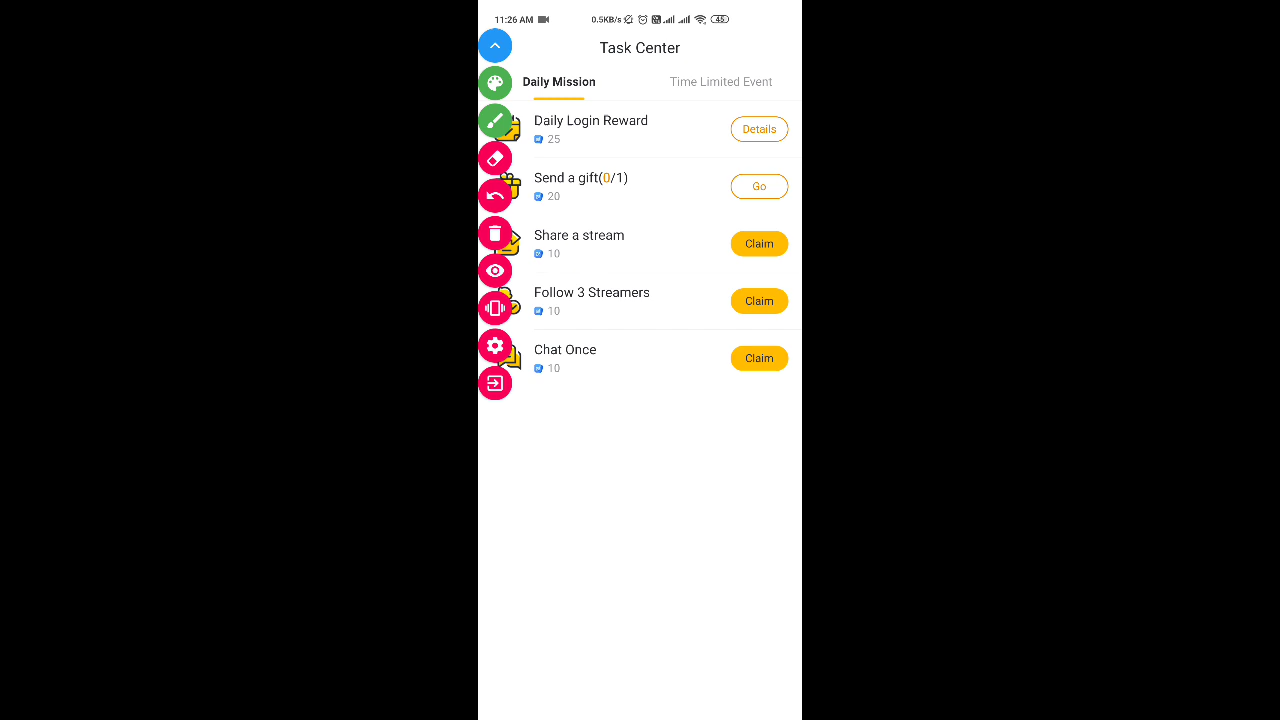 11:26 AM 0.5KB/s 45
Task Center
Daily Mission Time Limited Event
Daily Login Reward
25
Details
Send a gift(0/1)
20
Go
Share a stream
10
Claim
Follow 3 Streamers
10
Claim
Chat Once
10
Claim